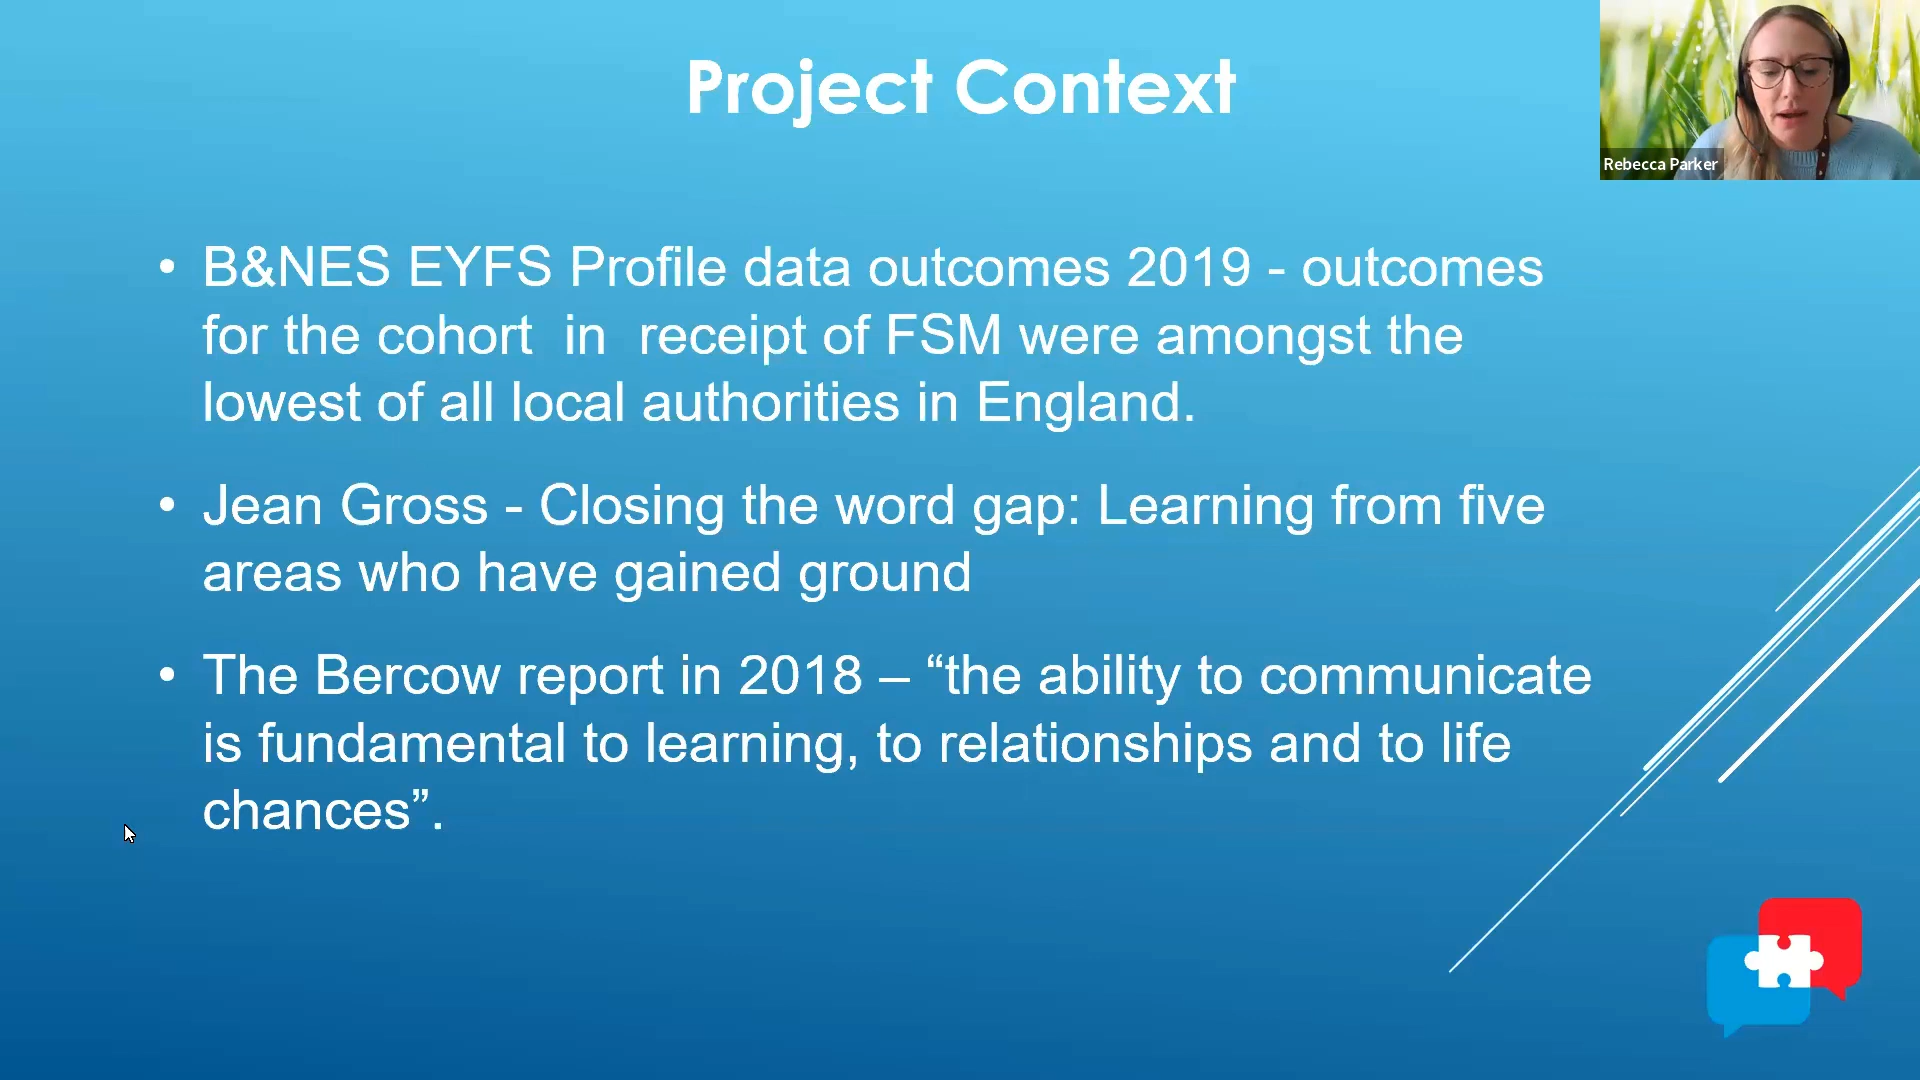 Project Context
Rebecca Parker
• B&NES EYFS Profile data outcomes 2019 - outcomes
for the cohort  in  receipt of FSM were amongst the
lowest of all local authorities in England.
• Jean Gross - Closing the word gap: Learning from five
areas who have gained ground
• The Bercow report in 2018 – “the ability to communicate
is fundamental to learning, to relationships and to life
chances”.